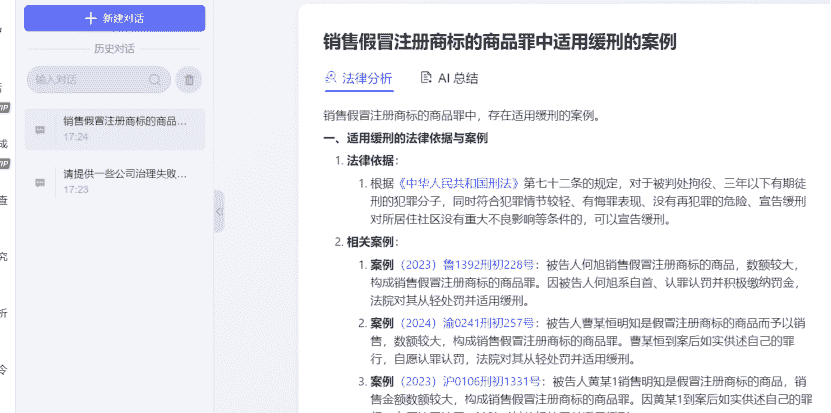 新建对话
历史对话
输入对话
销售假冒注册商标的商品...
17:24
请提供一些公司治理失败...
17:23
VIP
成
VIP
查
究
析
令
销售假冒注册商标的商品罪中适用缓刑的案例
法律分析 AI 总结
销售假冒注册商标的商品罪中，存在适用缓刑的案例。
一、适用缓刑的法律依据与案例
1. 法律依据：
1. 根据《中华人民共和国刑法》第七十二条的规定，对于被判处拘役、三年以下有期徒
刑的犯罪分子，同时符合犯罪情节较轻、有悔罪表现、没有再犯罪的危险、宣告缓刑
对所居住社区没有重大不良影响等条件的，可以宣告缓刑。
2. 相关案例：
1. 案例（2023）鲁1392刑初228号：被告人何旭销售假冒注册商标的商品，数额较大，
构成销售假冒注册商标的商品罪。因被告人何旭系自首、认罪认罚并积极缴纳罚金，
法院对其从轻处罚并适用缓刑。
2. 案例（2024）渝0241刑初257号：被告人曹某恒明知是假冒注册商标的商品而予以销
售，数额较大，构成销售假冒注册商标的商品罪。曹某恒到案后如实供述自己的罪
行，自愿认罪认罚，法院对其从轻处罚并适用缓刑。
3. 案例（2023）沪0106刑初1331号：被告人黄某1销售明知是假冒注册商标的商品，销
售金额数额较大，构成销售假冒注册商标的商品罪。因黄某1到案后如实供述自己的罪